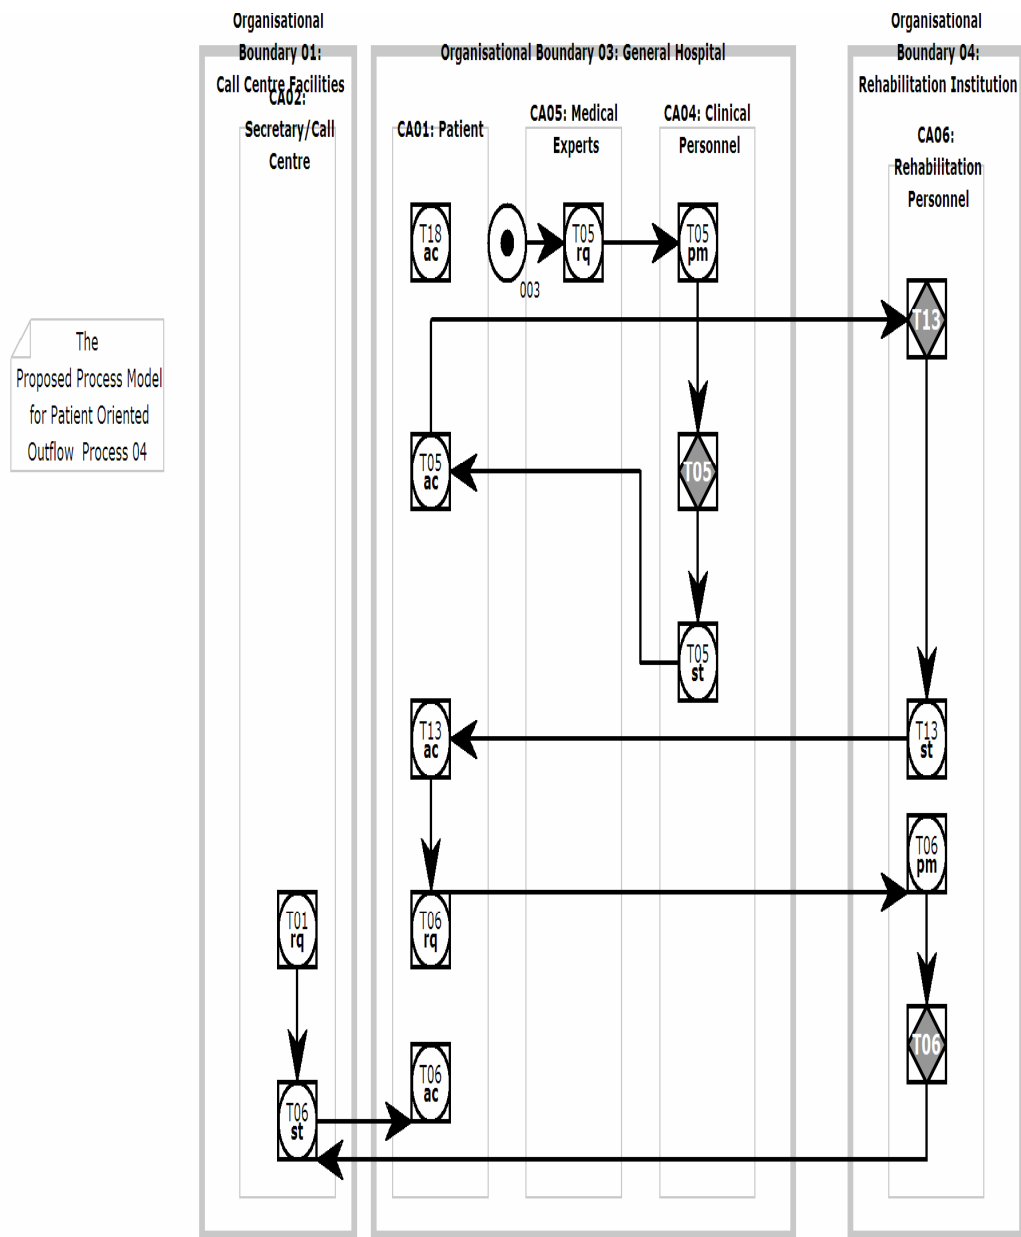 Organisational
Boundary 01:
Call Centre Facilities
CA02:
Secretary/Call
Centre
Organisational Boundary 03: General Hospital
CA01: Patient
CA05: Medical
Experts
CA04: Clinical
Personnel
Organisational
Boundary 04:
Rehabilitation Institution
CA06:
Rehabilitation
Personnel
T18
ac
003
T05
rq
T05
pm
T13
The
Proposed Process Model
for Patient Oriented
Outflow Process 04
T05
ac
T05
T05
st
T13
ac
T13
st
T06
pm
T01
rq
T06
rq
T06
T06
ac
T06
st